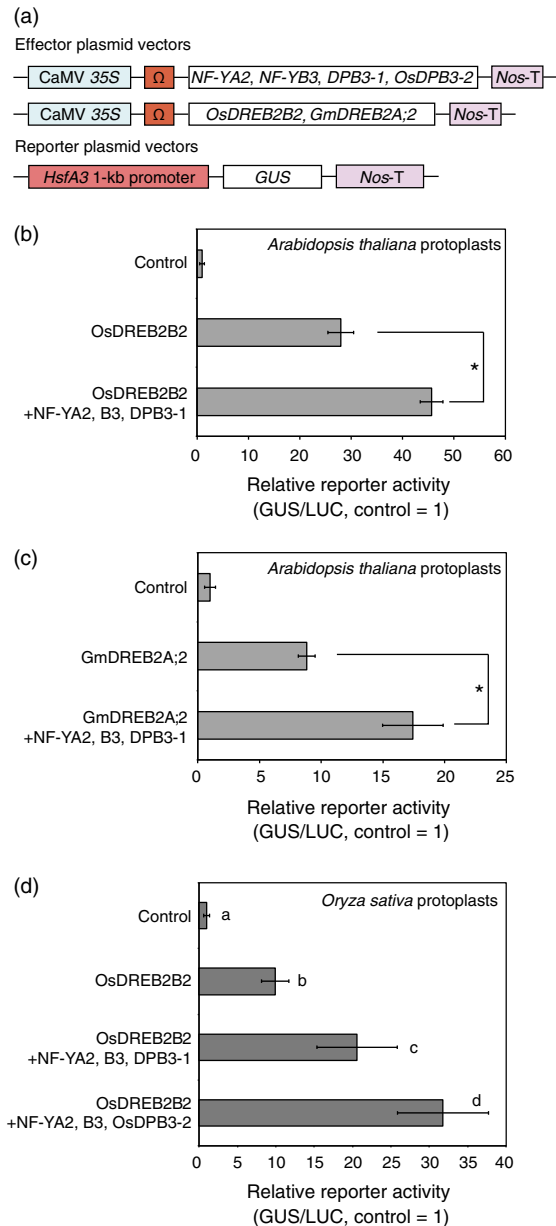 (a)
Effector plasmid vectors
CaMV 35S Ω NF-YA2, NF-YB3, DPB3-1, OsDPB3-2 Nos-T
CaMV 35S Ω OsDREB2B2, GmDREB2A;2 Nos-T
Reporter plasmid vectors
HsfA3 1-kb promoter GUS Nos-T
(b)
Arabidopsis thaliana protoplasts
Control
OsDREB2B2
*
OsDREB2B2
+NF-YA2, B3, DPB3-1
0 10 20 30 40 50 60
Relative reporter activity
(GUS/LUC, control = 1)
(c)
Arabidopsis thaliana protoplasts
Control
GmDREB2A;2
*
GmDREB2A;2
+NF-YA2, B3, DPB3-1
0 5 10 15 20 25
Relative reporter activity
(GUS/LUC, control = 1)
(d)
Oryza sativa protoplasts
Control a
OsDREB2B2 b
OsDREB2B2
+NF-YA2, B3, DPB3-1 c
OsDREB2B2 d
+NF-YA2, B3, OsDPB3-2
0 5 10 15 20 25 30 35 40
Relative reporter activity
(GUS/LUC, control = 1)